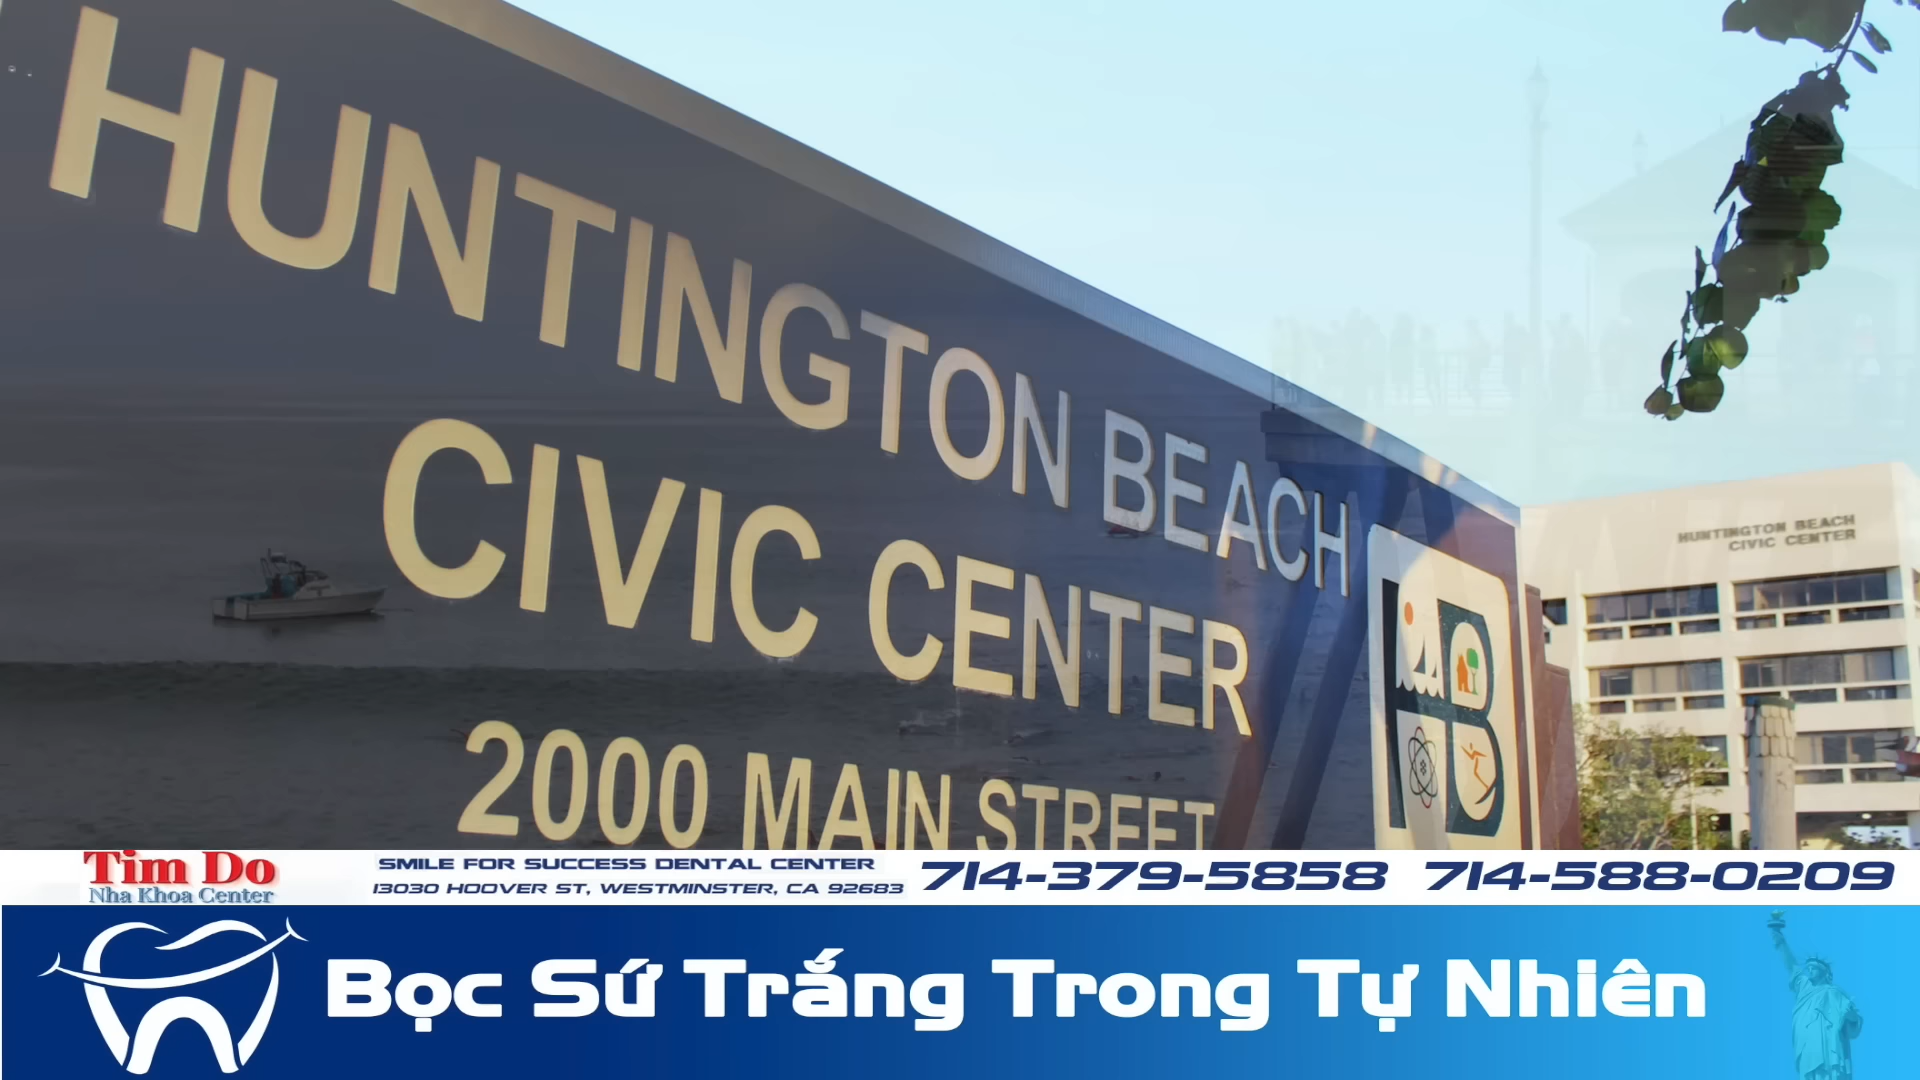 HUNTINGTON BEACH
CIVIC CENTER
2000 MAIN STREET
HB
HUNTINGTON BEACH
CIVIC CENTER
Tim Do
Nha Khoa Center
SMILE FOR SUCCESS DENTAL CENTER
13030 HOOVER ST, WESTMINSTER, CA 92683
714-379-5858 714-588-0209
Bọc Sứ Trắng Trong Tự Nhiên